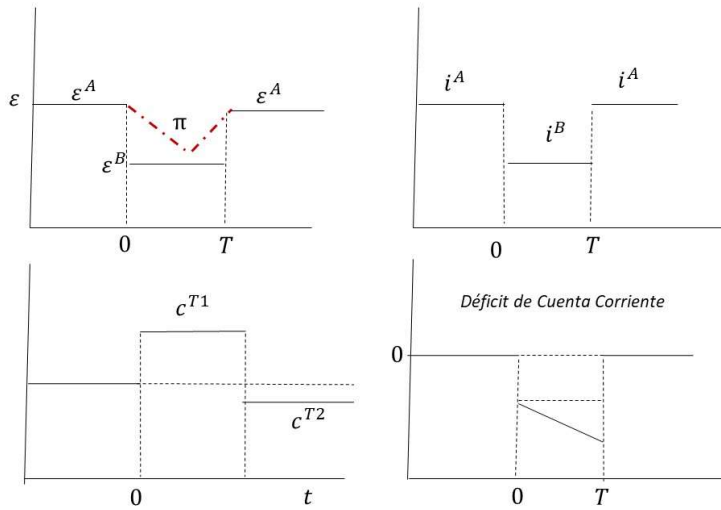 ε
ε^A
π
ε^A
ε^B
0
T
i^A
i^A
i^B
0
T
c^{T1}
c^{T2}
0
t
Déficit de Cuenta Corriente
0
0
T